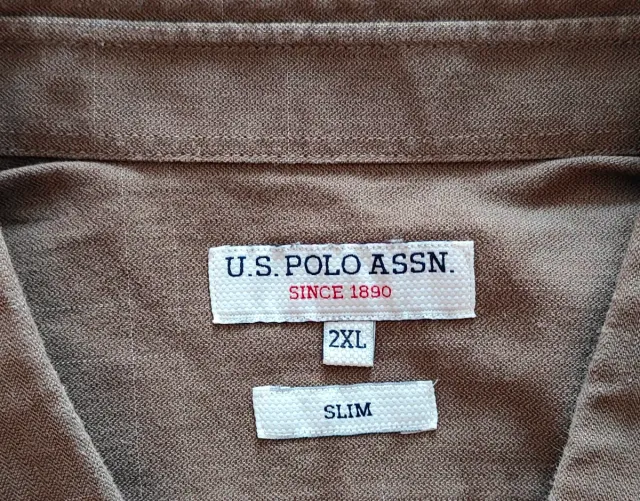 U.S. POLO ASSN.
SINCE 1890
2XL
SLIM